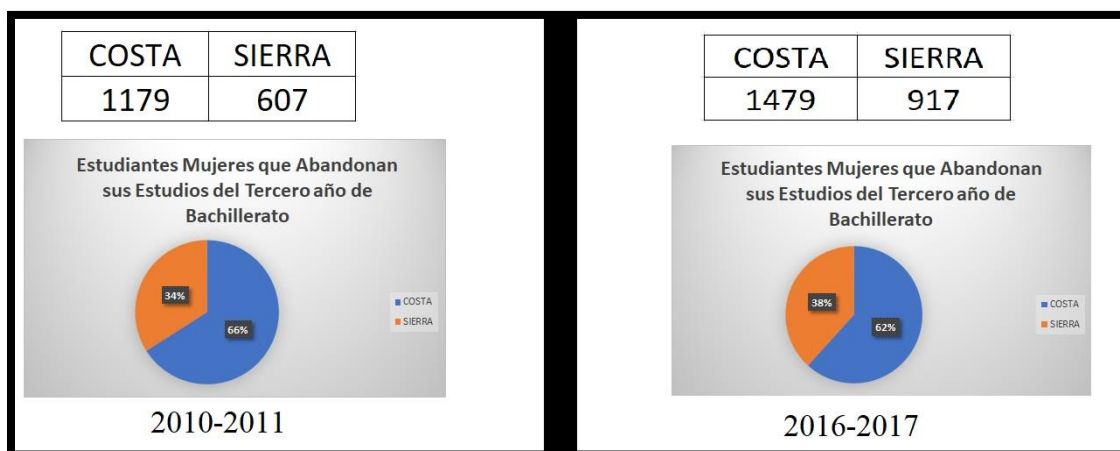 COSTA SIERRA
1179 607
Estudiantes Mujeres que Abandonan
sus Estudios del Tercero año de
Bachillerato
34%
66%
COSTA
SIERRA
2010-2011
COSTA SIERRA
1479 917
Estudiantes Mujeres que Abandonan
sus Estudios del Tercero año de
Bachillerato
38%
62%
COSTA
SIERRA
2016-2017